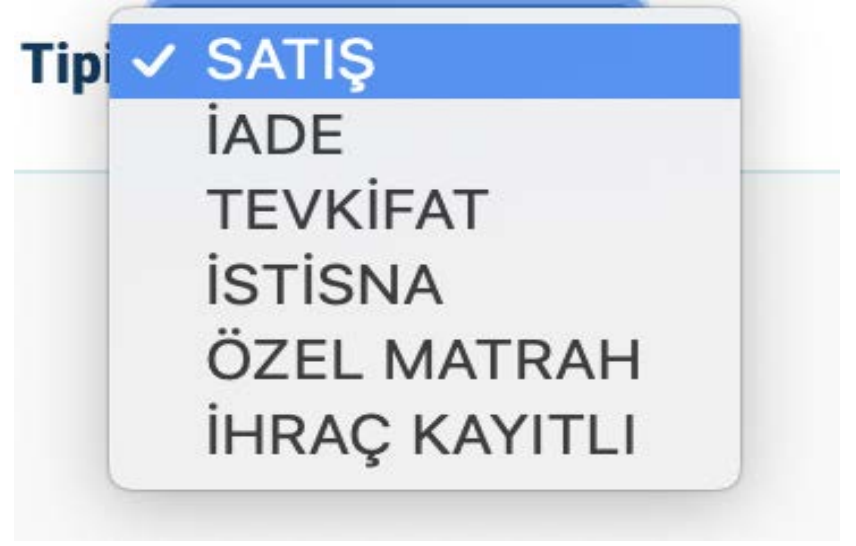 Tipi ✓ SATIŞ
İADE
TEVKİFAT
İSTİSNA
ÖZEL MATRAH
İHRAÇ KAYITLI